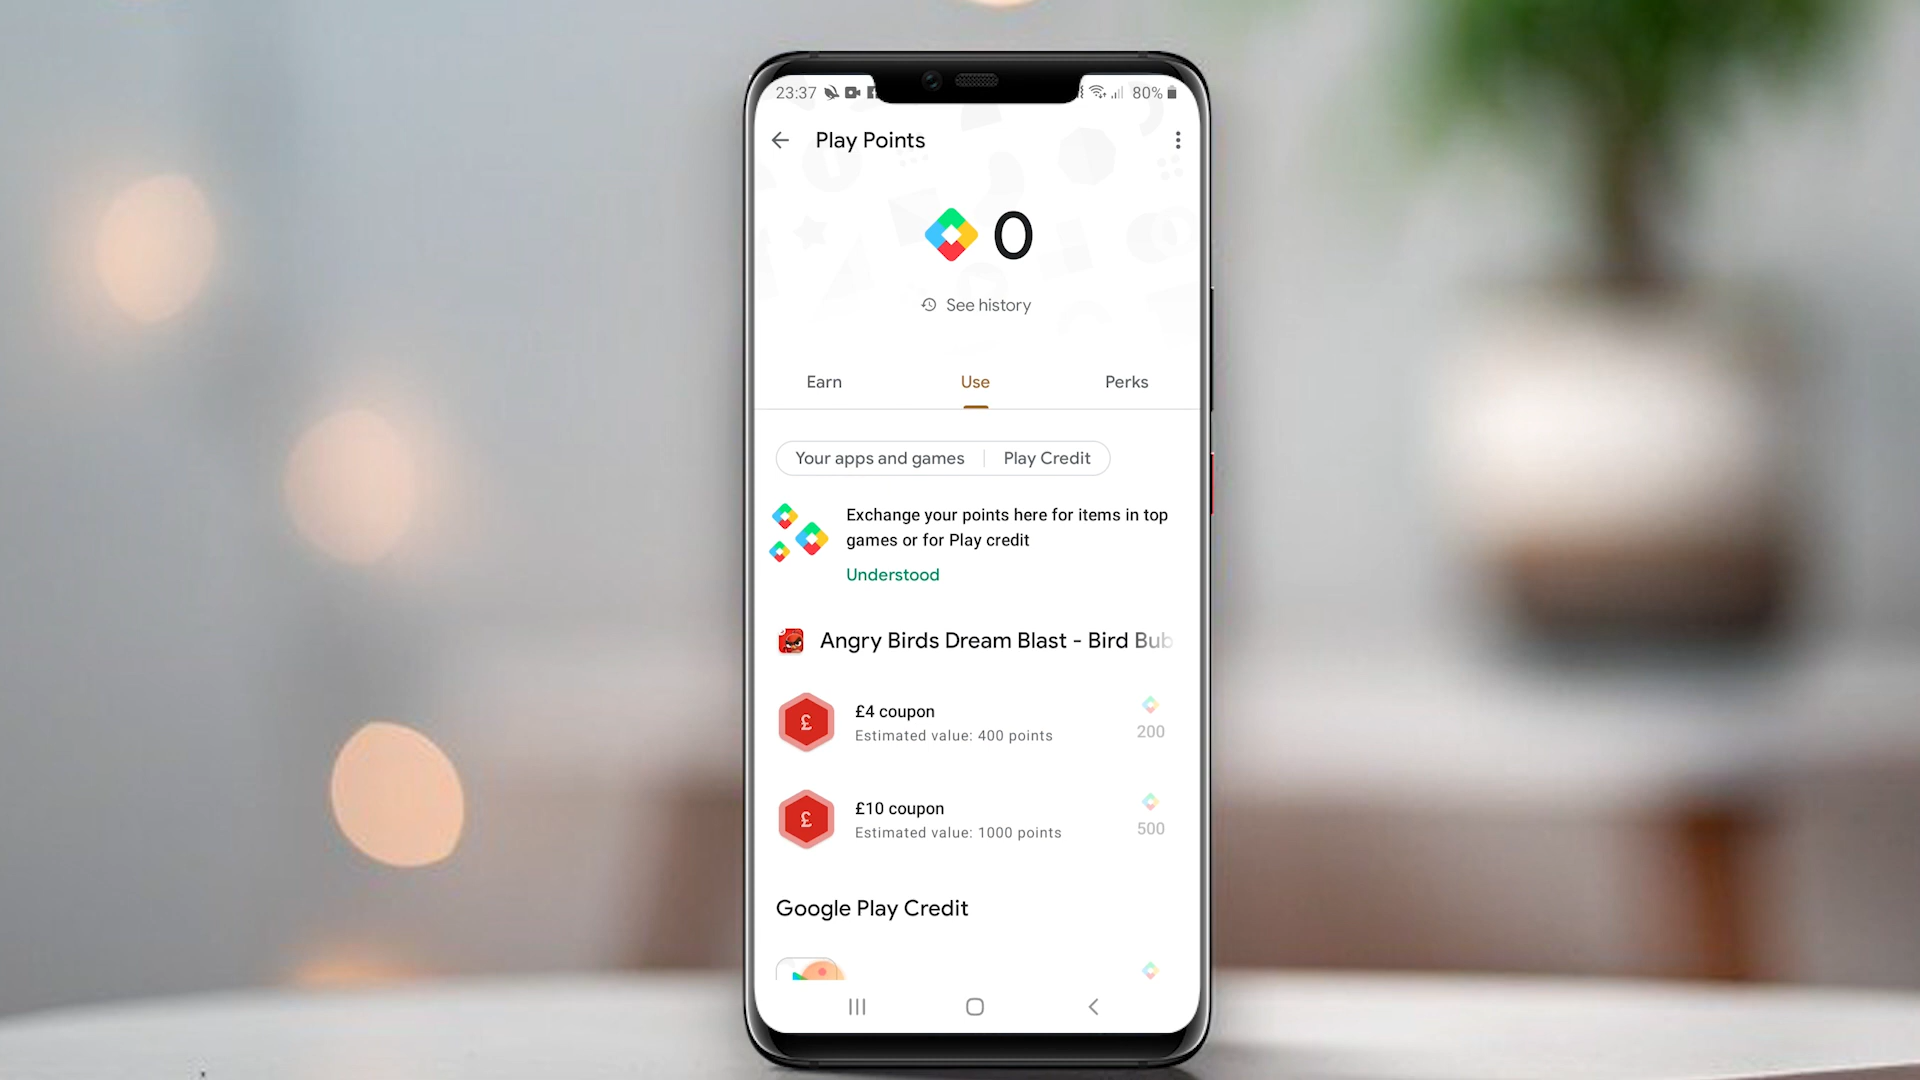 23:37 80%
Play Points
0
See history
Earn Use Perks
Your apps and games Play Credit
Exchange your points here for items in top
games or for Play credit
Understood
Angry Birds Dream Blast - Bird Bub
£ £4 coupon
Estimated value: 400 points 200
£ £10 coupon
Estimated value: 1000 points 500
Google Play Credit